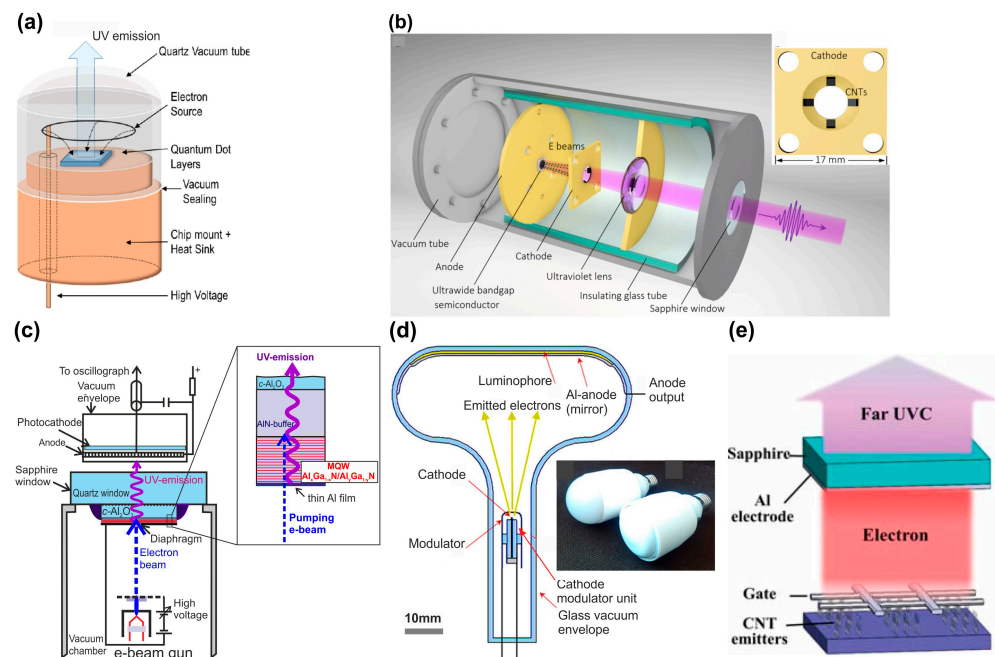 (a)
UV emission
Quartz Vacuum tube
Electron
Source
Quantum Dot
Layers
Vacuum
Sealing
Chip mount +
Heat Sink
High Voltage
(b)
Cathode
CNTs
17 mm
E beams
Vacuum tube
Anode
Ultrawide bandgap
semiconductor
Cathode
Ultraviolet lens
Insulating glass tube
Sapphire window
(c)
To oscillograph
+
Vacuum
envelope
Photocathode
Anode
Sapphire
window
UV-emission
Quartz window
c-Al₂O₃
Diaphragm
Electron
beam
High
voltage
Vacuum
chamber
e-beam gun
UV-emission
c-Al₂O₃
AlN-buffer
MQW
thin Al film
Pumping
e-beam
(d)
Luminophore
Al-anode
(mirror)
Anode
output
Emitted electrons
Cathode
Modulator
Cathode
modulator unit
Glass vacuum
envelope
10mm
(e)
Far UVC
Sapphire
Al
electrode
Electron
Gate
CNT
emitters